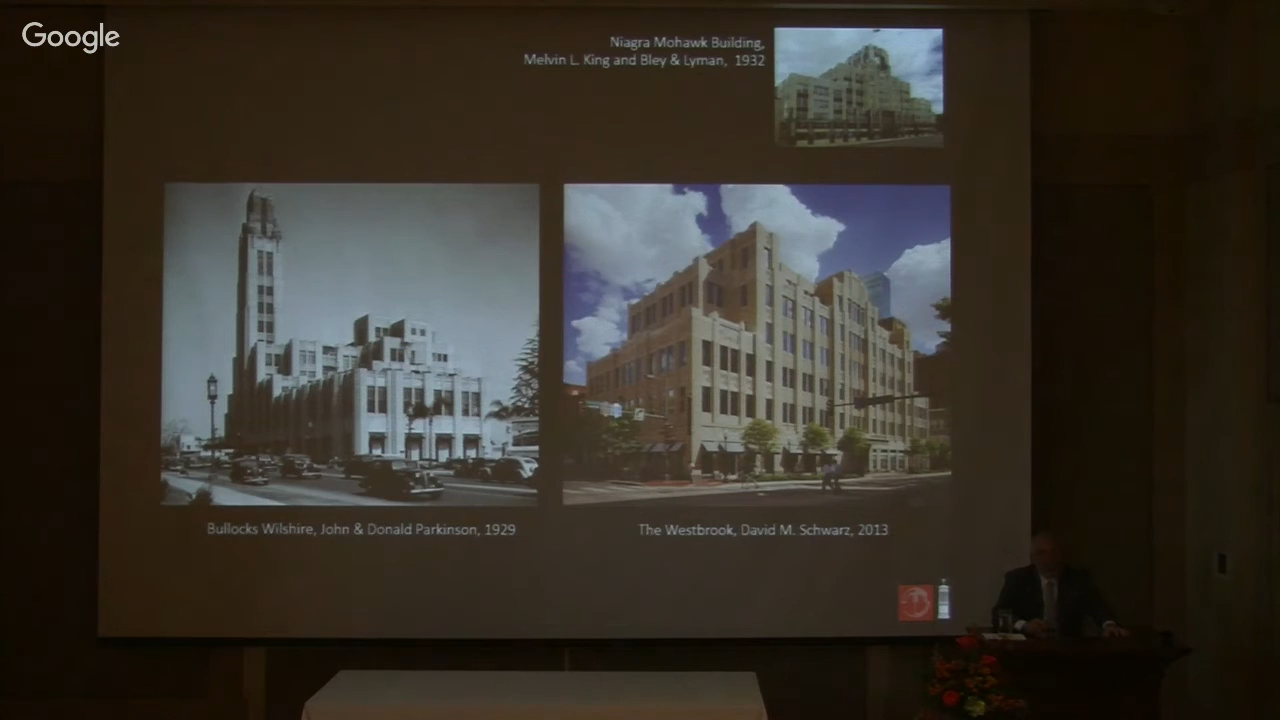 Google
Niagra Mohawk Building,
Melvin L. King and Bley & Lyman, 1932
Bullocks Wilshire, John & Donald Parkinson, 1929
The Westbrook, David M. Schwarz, 2013